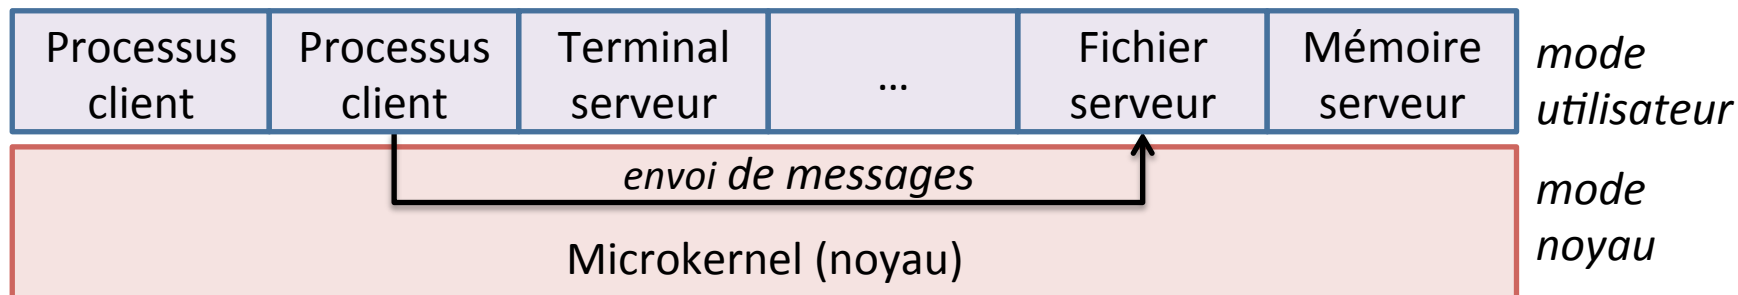 Processus
client
Processus
client
Terminal
serveur
...
Fichier
serveur
Mémoire
serveur
mode
utilisateur
envoi de messages
mode
noyau
Microkernel (noyau)